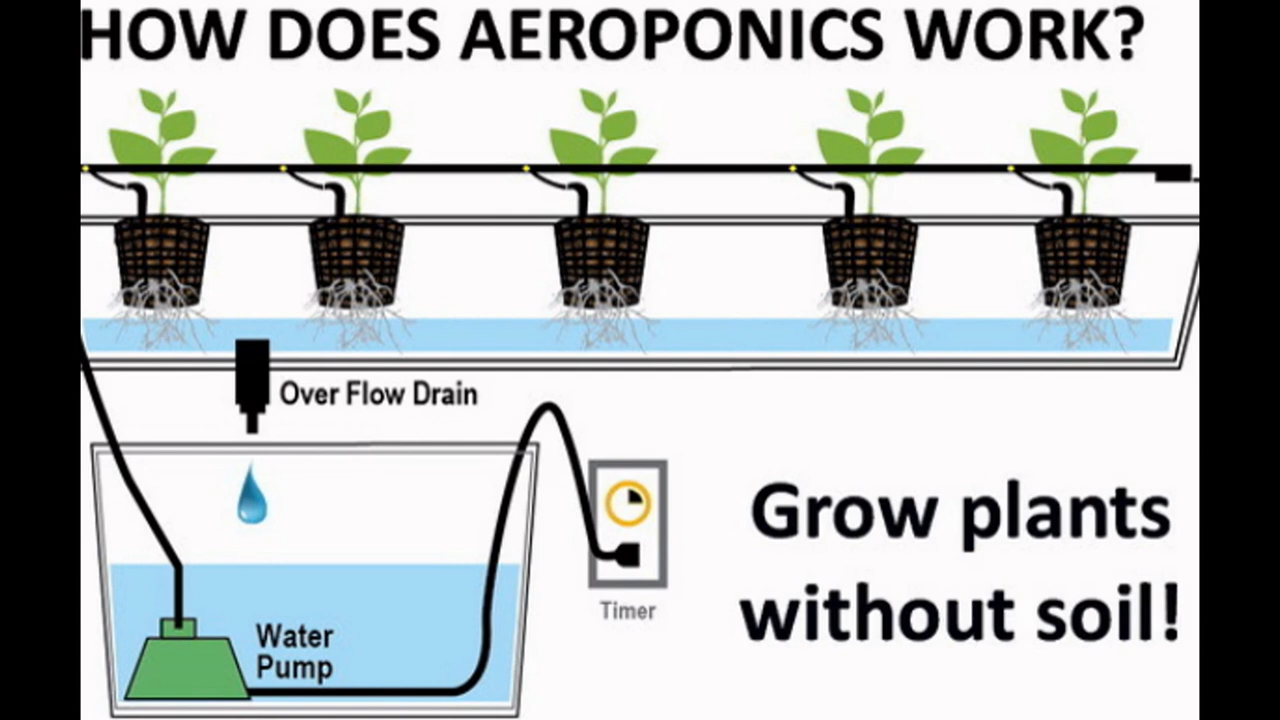 HOW DOES AEROPONICS WORK?
Over Flow Drain
Grow plants
without soil!
Timer
Water
Pump